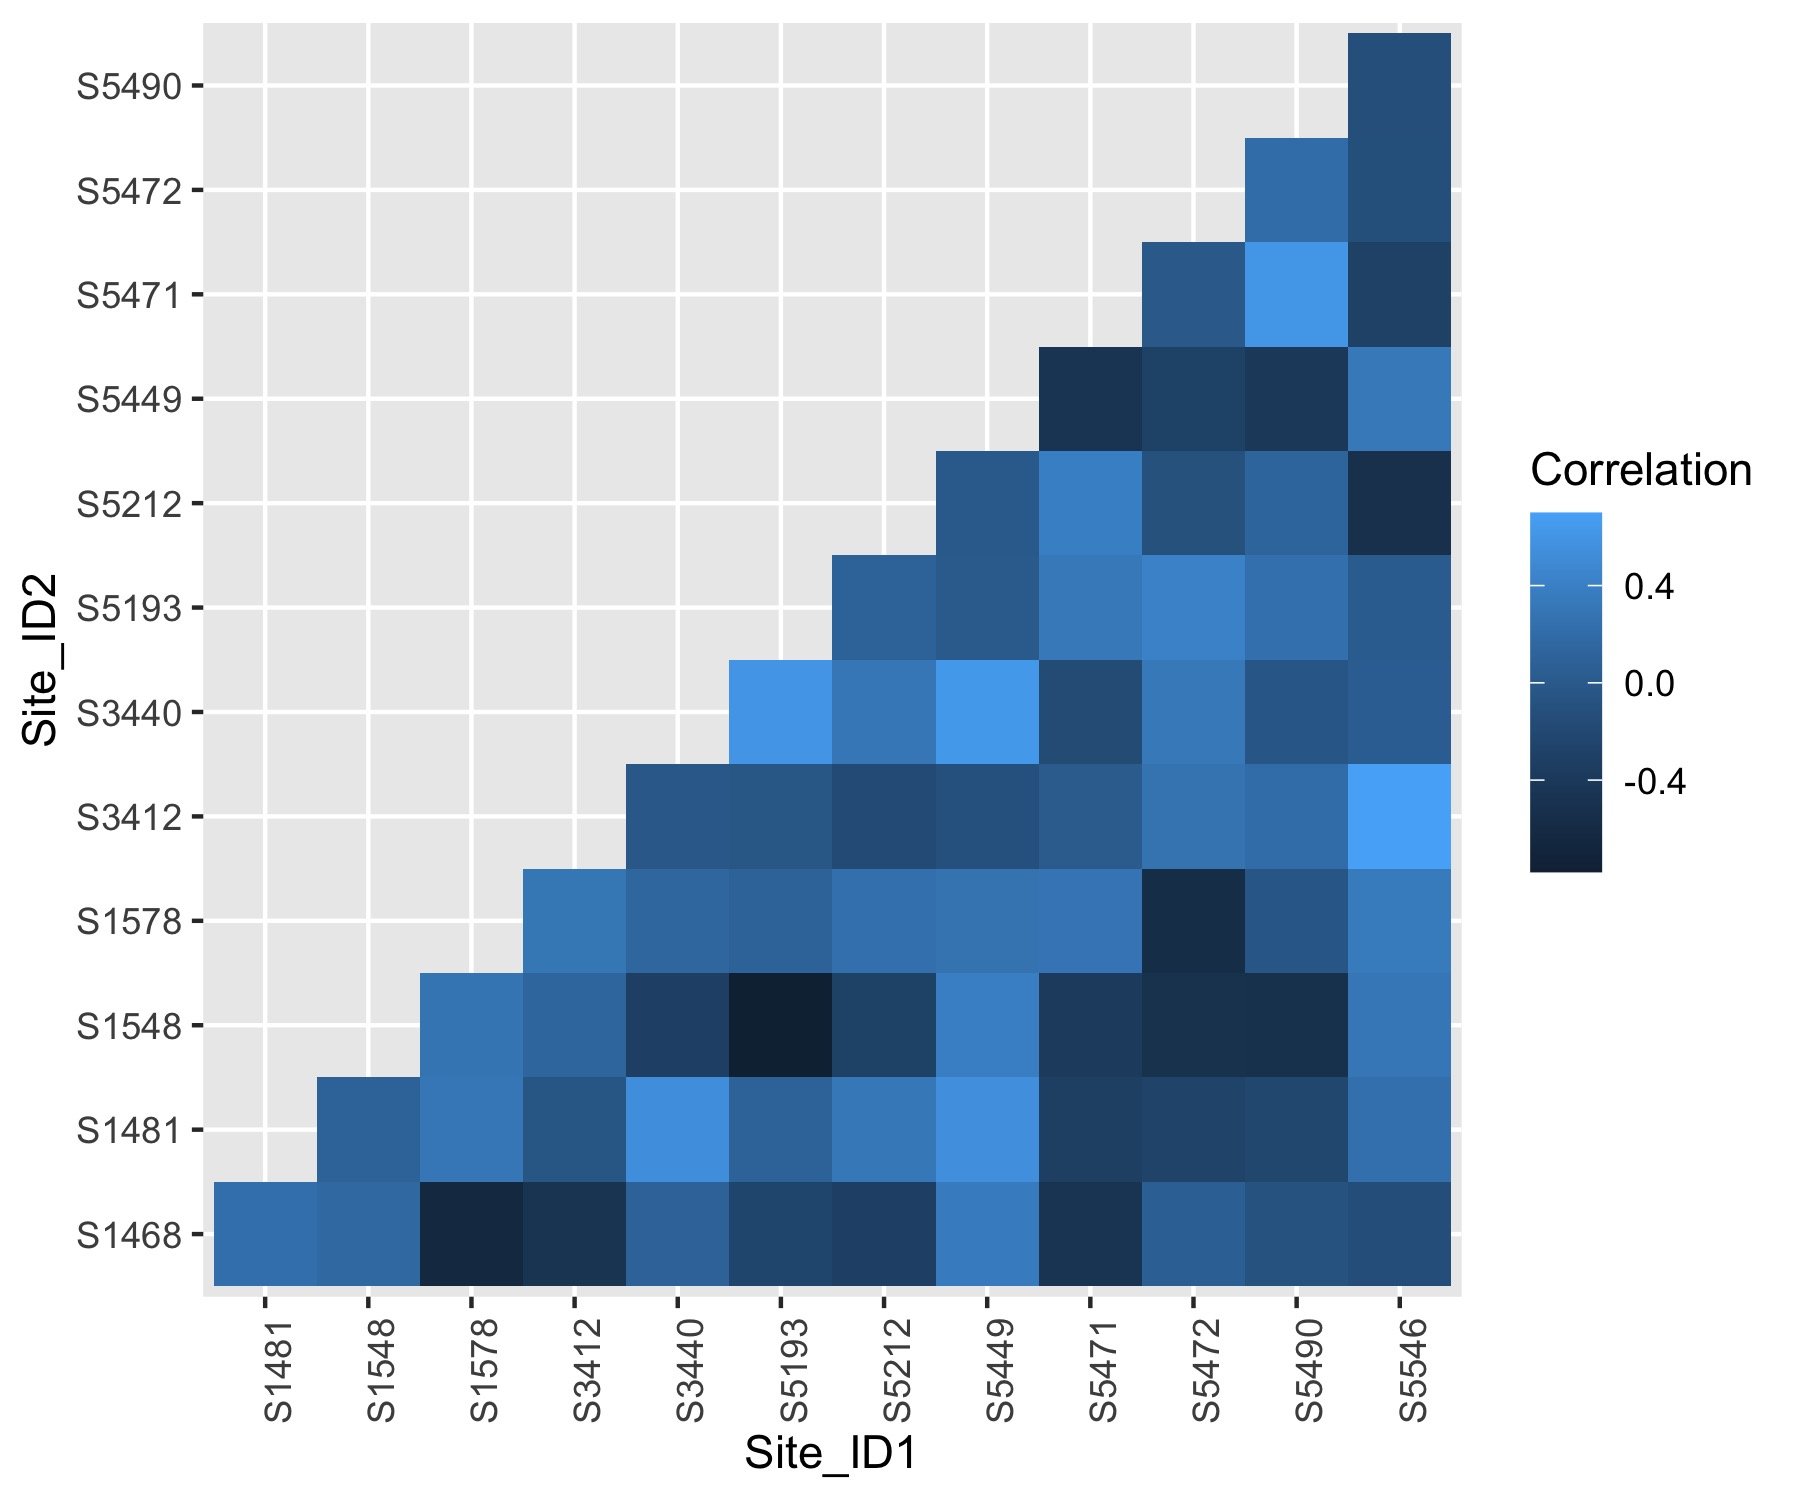 S5490
S5472
S5471
S5449
S5212
S5193
S3440
S3412
S1578
S1548
S1481
S1468
Site_ID2
S1481
S1548
S1578
S3412
S3440
S5193
S5212
S5449
S5471
S5472
S5490
S5546
Site_ID1
Correlation
0.4
0.0
-0.4